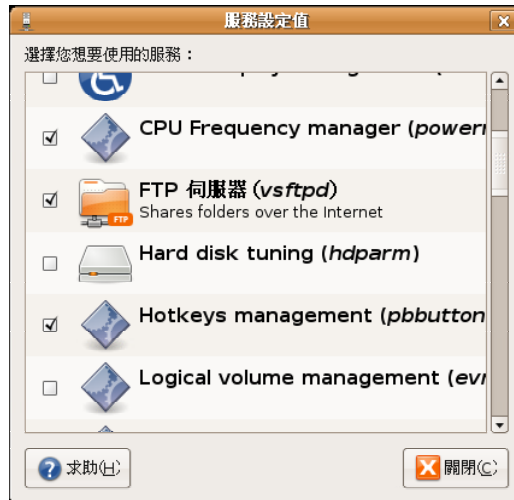 服務設定值
選擇您想要使用的服務：
CPU Frequency manager (powern
FTP 伺服器 (vsftpd)
Shares folders over the Internet
FTP
Hard disk tuning (hdparm)
Hotkeys management (pbbutton
Logical volume management (evr
求助(H)
關閉(C)